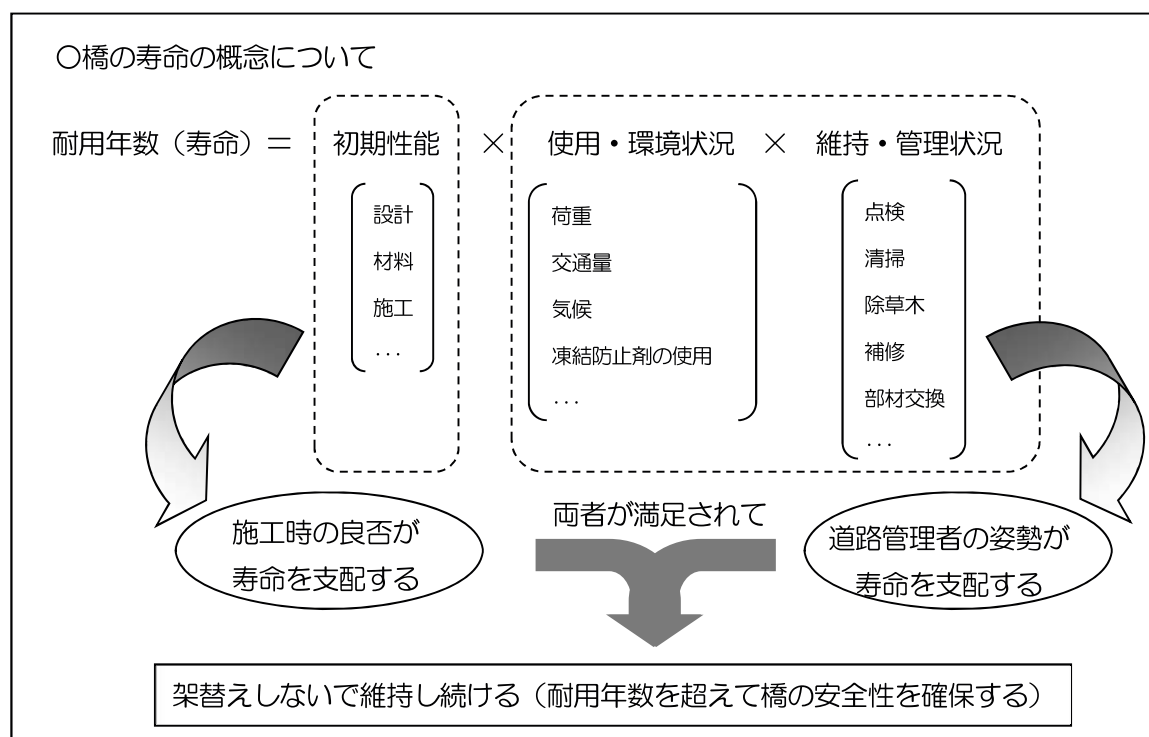 〇橋の寿命の概念について
耐用年数（寿命）＝ 初期性能 × 使用・環境状況 × 維持・管理状況
設計
材料
施工
...
荷重
交通量
気候
凍結防止剤の使用
...
点検
清掃
除草木
補修
部材交換
...
施工時の良否が
寿命を支配する
両者が満足されて
道路管理者の姿勢が
寿命を支配する
架替えしないで維持し続ける（耐用年数を超えて橋の安全性を確保する）